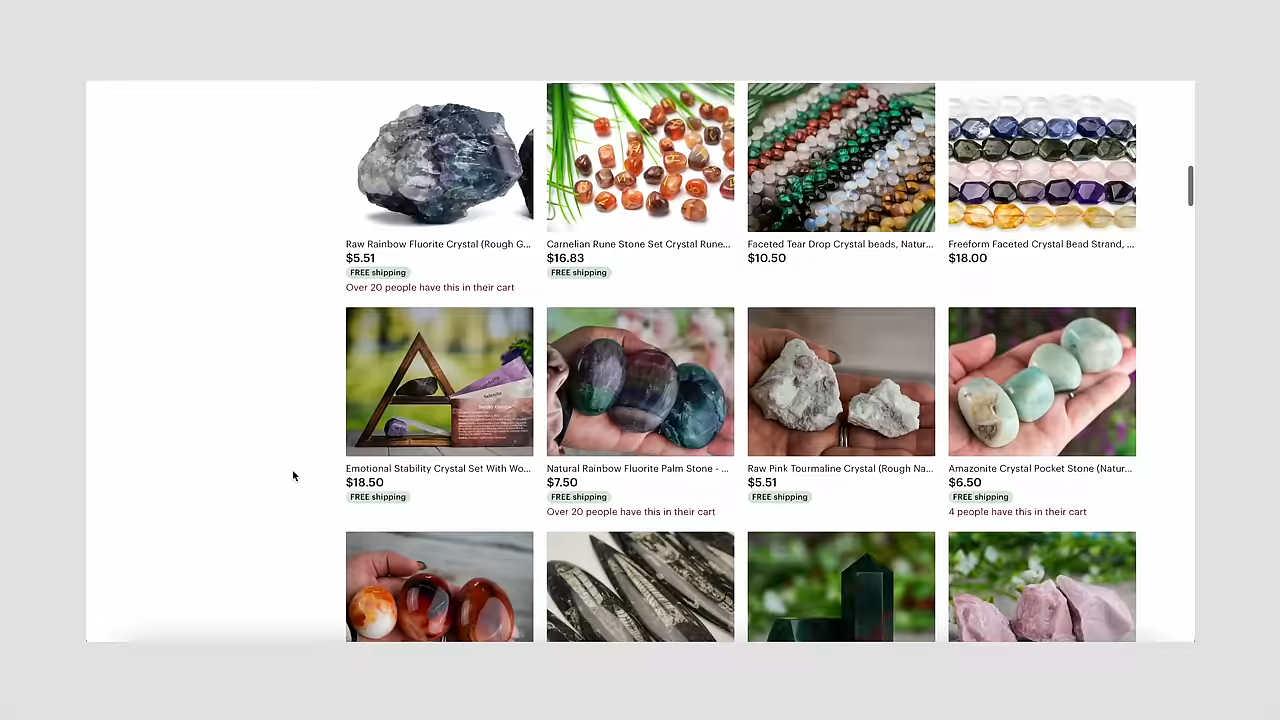 Raw Rainbow Fluorite Crystal (Rough G...
$5.51
FREE shipping
Over 20 people have this in their cart
Carnelian Rune Stone Set Crystal Rune...
$16.83
FREE shipping
Faceted Tear Drop Crystal beads, Natur...
$10.50
Freeform Faceted Crystal Bead Strand, ...
$18.00
Selenite
Smoky Quartz
Emotional Stability Crystal Set With Wo...
$18.50
FREE shipping
Natural Rainbow Fluorite Palm Stone - ...
$7.50
FREE shipping
Over 20 people have this in their cart
Raw Pink Tourmaline Crystal (Rough Na...
$5.51
FREE shipping
Amazonite Crystal Pocket Stone (Natur...
$6.50
FREE shipping
4 people have this in their cart